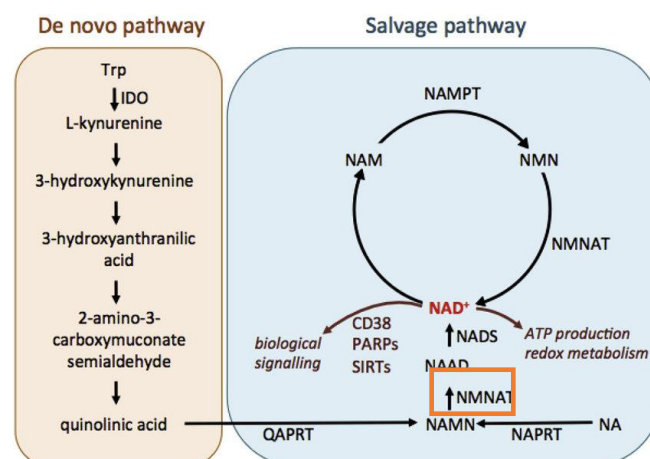 De novo pathway
Trp
IDO
L-kynurenine
3-hydroxykynurenine
3-hydroxyanthranilic
acid
2-amino-3-
carboxymuconate
semialdehyde
quinolinic acid
QAPRT
Salvage pathway
NAMPT
NAM
NMN
NMNAT
NAD+
CD38
PARPs
SIRTs
biological
signalling
NADS
ATP production
redox metabolism
NAAD
NMNAT
NAMN
NAPRT
NA